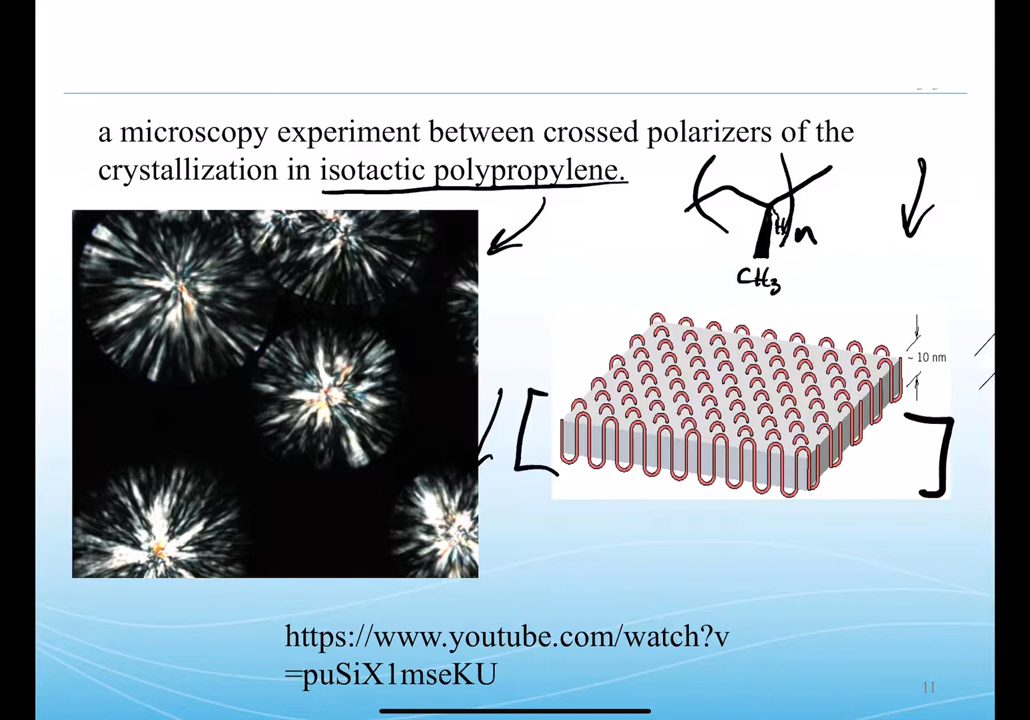 a microscopy experiment between crossed polarizers of the
crystallization in isotactic polypropylene.
H
n
CH3
~ 10 nm
https://www.youtube.com/watch?v
=puSiX1mseKU
11